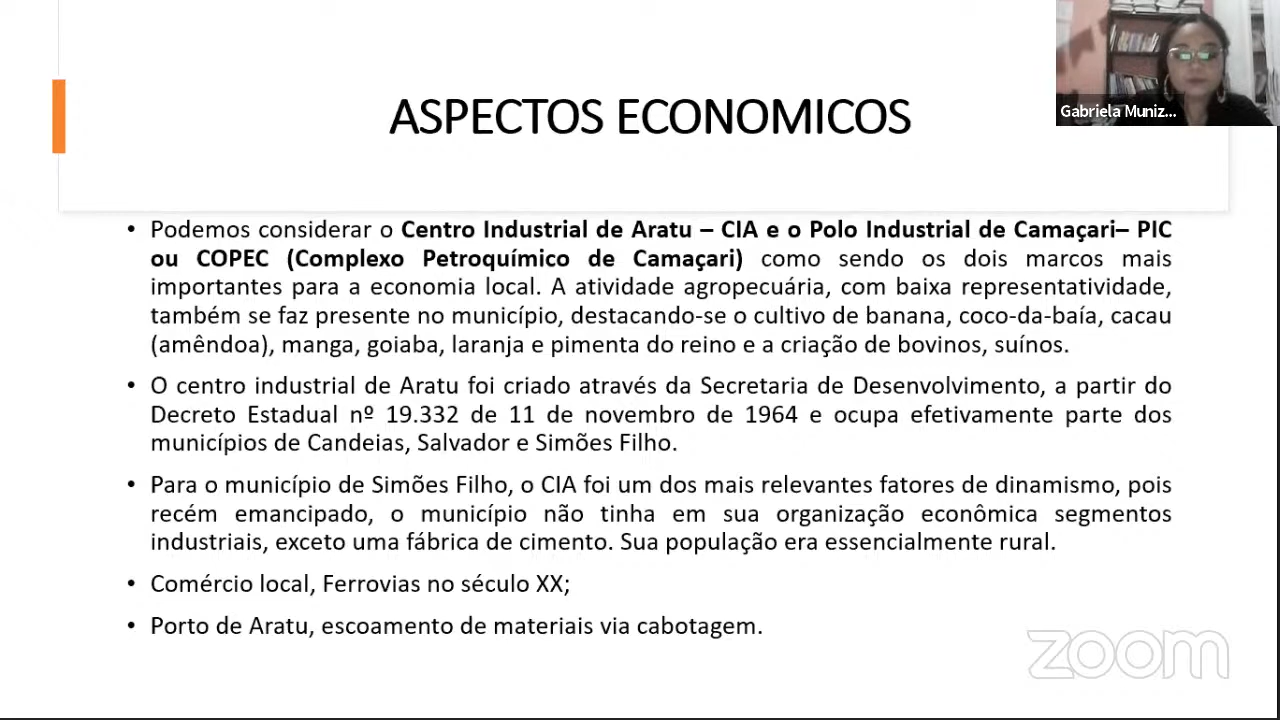 ASPECTOS ECONOMICOS
Gabriela Muniz...
• Podemos considerar o Centro Industrial de Aratu – CIA e o Polo Industrial de Camaçari– PIC
ou COPEC (Complexo Petroquímico de Camaçari) como sendo os dois marcos mais
importantes para a economia local. A atividade agropecuária, com baixa representatividade,
também se faz presente no município, destacando-se o cultivo de banana, coco-da-baía, cacau
(amêndoa), manga, goiaba, laranja e pimenta do reino e a criação de bovinos, suínos.
• O centro industrial de Aratu foi criado através da Secretaria de Desenvolvimento, a partir do
Decreto Estadual nº 19.332 de 11 de novembro de 1964 e ocupa efetivamente parte dos
municípios de Candeias, Salvador e Simões Filho.
• Para o município de Simões Filho, o CIA foi um dos mais relevantes fatores de dinamismo, pois
recém emancipado, o município não tinha em sua organização econômica segmentos
industriais, exceto uma fábrica de cimento. Sua população era essencialmente rural.
• Comércio local, Ferrovias no século XX;
• Porto de Aratu, escoamento de materiais via cabotagem.
zoom